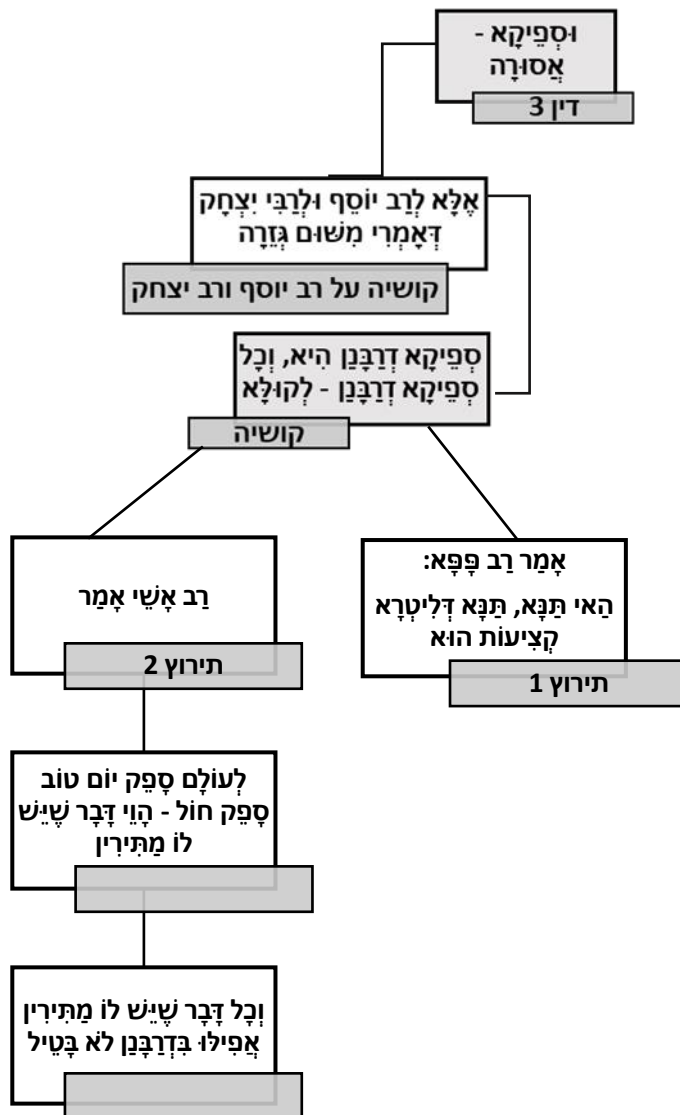 וּסְפֵיקָא -
אֲסוּרָה
דין 3
אֶלָּא לְרַב יוֹסֵף וּלְרַבִּי יִצְחָק
דְּאָמְרִי מִשּׁוּם גְּזֵרָה
קושיה על רב יוסף ורב יצחק
סְפֵיקָא דְרַבָּנַן הִיא, וְכָל
סְפֵיקָא דְרַבָּנַן - לְקוּלָּא
קושיה
אָמַר רַב פָּפָּא:
הַאי תַּנָּא, תַּנָּא דְּלִיטְרָא
קְצִיעוֹת הוּא
תירוץ 1
רַב אָשֵׁי אָמַר
תירוץ 2
לְעוֹלָם סָפֵק יוֹם טוֹב
סָפֵק חוֹל - הָוֵי דָּבָר שֶׁיֵּשׁ
לוֹ מַתִּירִין
וְכָל דָּבָר שֶׁיֵּשׁ לוֹ מַתִּירִין
אֲפִילּוּ בִּדְרַבָּנַן לֹא בָּטֵיל